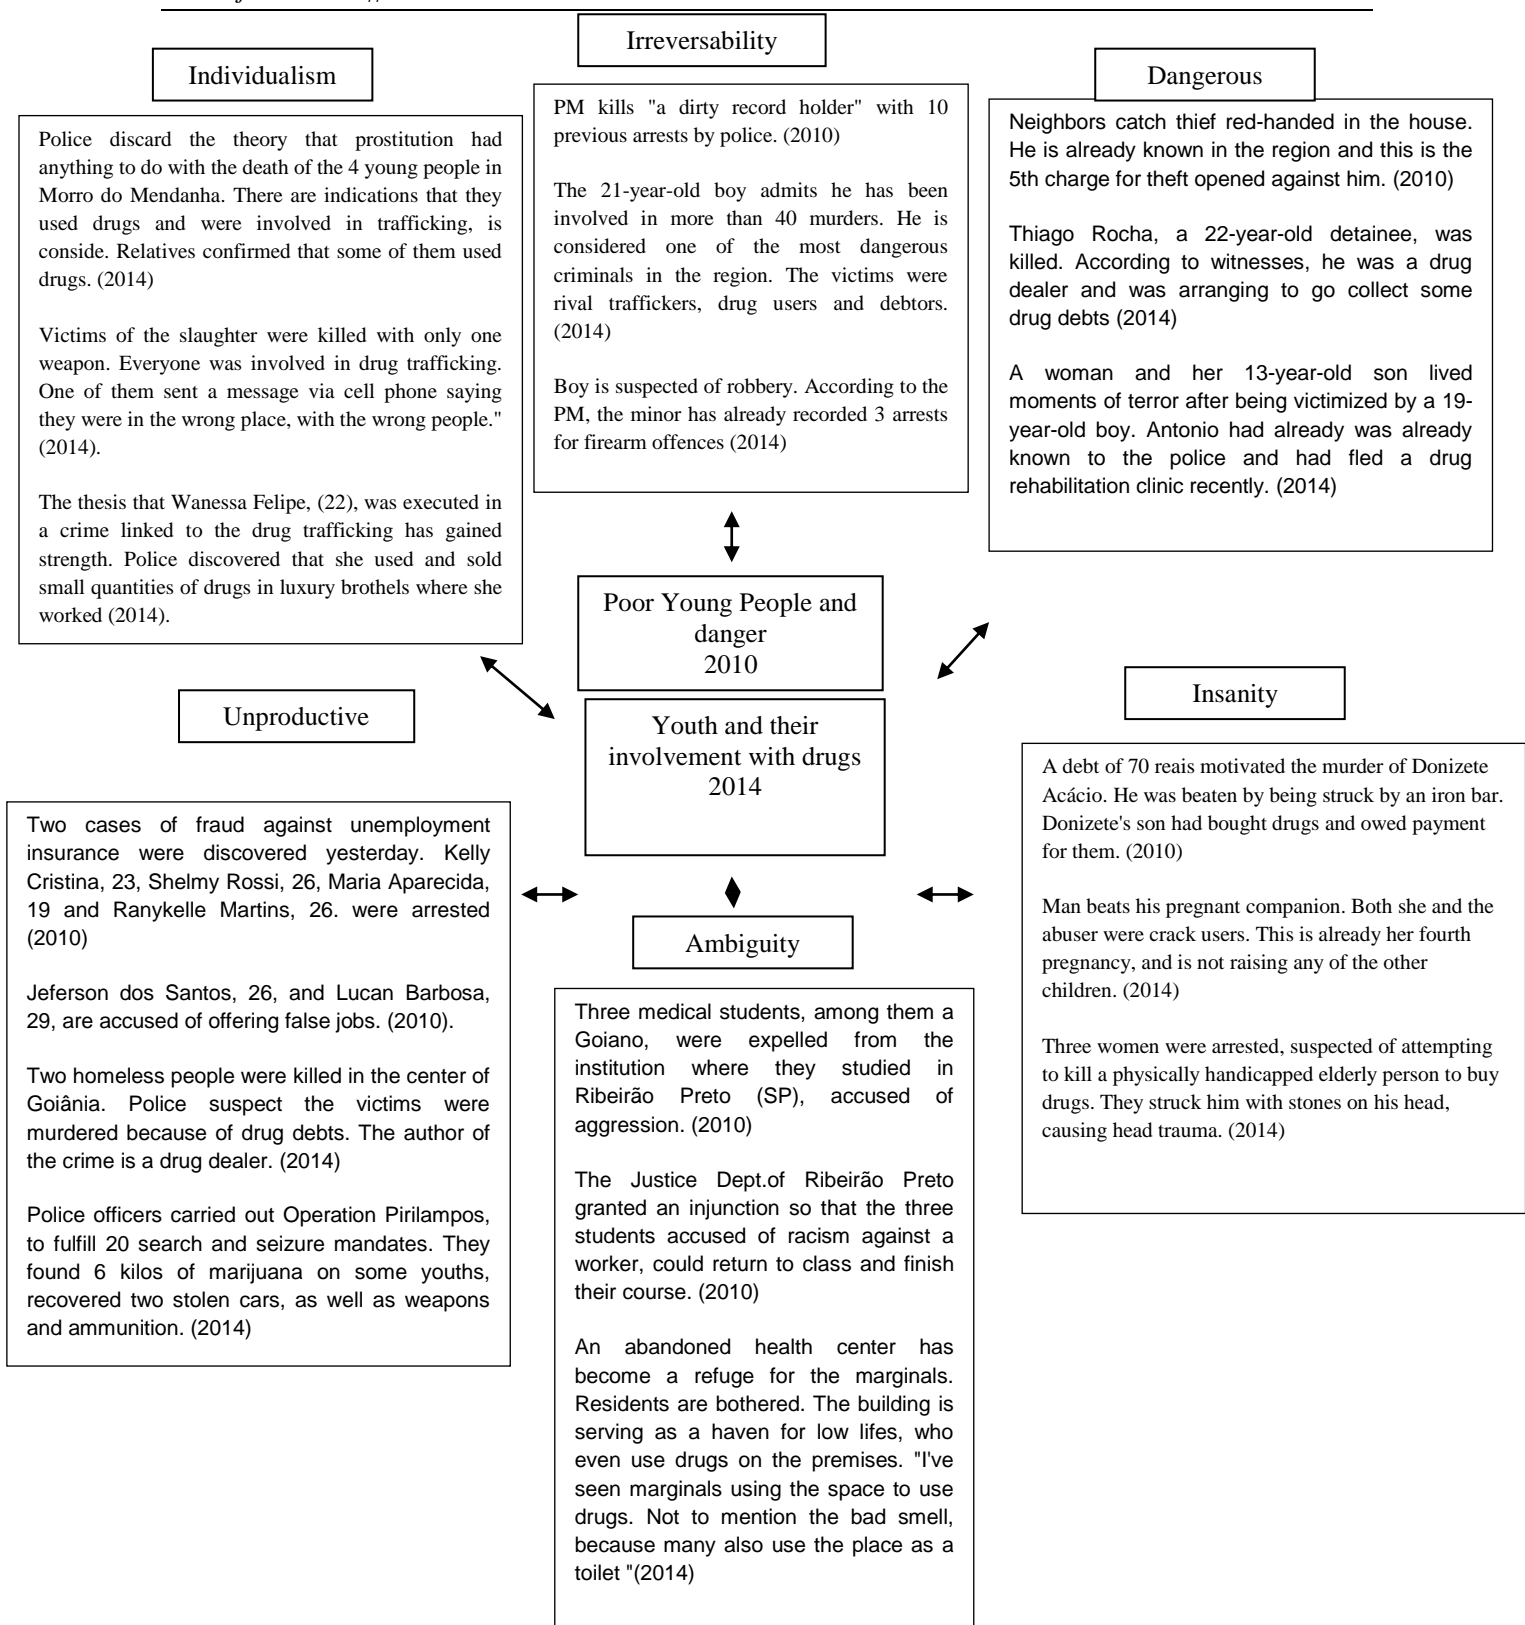 Individualism
Police discard the theory that prostitution had
anything to do with the death of the 4 young people in
Morro do Mendanha. There are indications that they
used drugs and were involved in trafficking, is
conside. Relatives confirmed that some of them used
drugs. (2014)
Victims of the slaughter were killed with only one
weapon. Everyone was involved in drug trafficking.
One of them sent a message via cell phone saying
they were in the wrong place, with the wrong people."
(2014).
The thesis that Wanessa Felipe, (22), was executed in
a crime linked to the drug trafficking has gained
strength. Police discovered that she used and sold
small quantities of drugs in luxury brothels where she
worked (2014).
Irreversability
PM kills "a dirty record holder" with 10
previous arrests by police. (2010)
The 21-year-old boy admits he has been
involved in more than 40 murders. He is
considered one of the most dangerous
criminals in the region. The victims were
rival traffickers, drug users and debtors.
(2014)
Boy is suspected of robbery. According to the
PM, the minor has already recorded 3 arrests
for firearm offences (2014)
Dangerous
Neighbors catch thief red-handed in the house.
He is already known in the region and this is the
5th charge for theft opened against him. (2010)
Thiago Rocha, a 22-year-old detainee, was
killed. According to witnesses, he was a drug
dealer and was arranging to go collect some
drug debts (2014)
A woman and her 13-year-old son lived
moments of terror after being victimized by a 19-
year-old boy. Antonio had already was already
known to the police and had fled a drug
rehabilitation clinic recently. (2014)
Poor Young People and
danger
2010
Youth and their
involvement with drugs
2014
Unproductive
Two cases of fraud against unemployment
insurance were discovered yesterday. Kelly
Cristina, 23, Shelmy Rossi, 26, Maria Aparecida,
19 and Ranykelle Martins, 26. were arrested
(2010)
Jeferson dos Santos, 26, and Lucan Barbosa,
29, are accused of offering false jobs. (2010).
Two homeless people were killed in the center of
Goiânia. Police suspect the victims were
murdered because of drug debts. The author of
the crime is a drug dealer. (2014)
Police officers carried out Operation Pirilampos,
to fulfill 20 search and seizure mandates. They
found 6 kilos of marijuana on some youths,
recovered two stolen cars, as well as weapons
and ammunition. (2014)
Ambiguity
Three medical students, among them a
Goiano, were expelled from the
institution where they studied in
Ribeirão Preto (SP), accused of
aggression. (2010)
The Justice Dept.of Ribeirão Preto
granted an injunction so that the three
students accused of racism against a
worker, could return to class and finish
their course. (2010)
An abandoned health center has
become a refuge for the marginals.
Residents are bothered. The building is
serving as a haven for low lifes, who
even use drugs on the premises. "I've
seen marginals using the space to use
drugs. Not to mention the bad smell,
because many also use the place as a
toilet "(2014)
Insanity
A debt of 70 reais motivated the murder of Donizete
Acácio. He was beaten by being struck by an iron bar.
Donizete's son had bought drugs and owed payment
for them. (2010)
Man beats his pregnant companion. Both she and the
abuser were crack users. This is already her fourth
pregnancy, and is not raising any of the other
children. (2014)
Three women were arrested, suspected of attempting
to kill a physically handicapped elderly person to buy
drugs. They struck him with stones on his head,
causing head trauma. (2014)